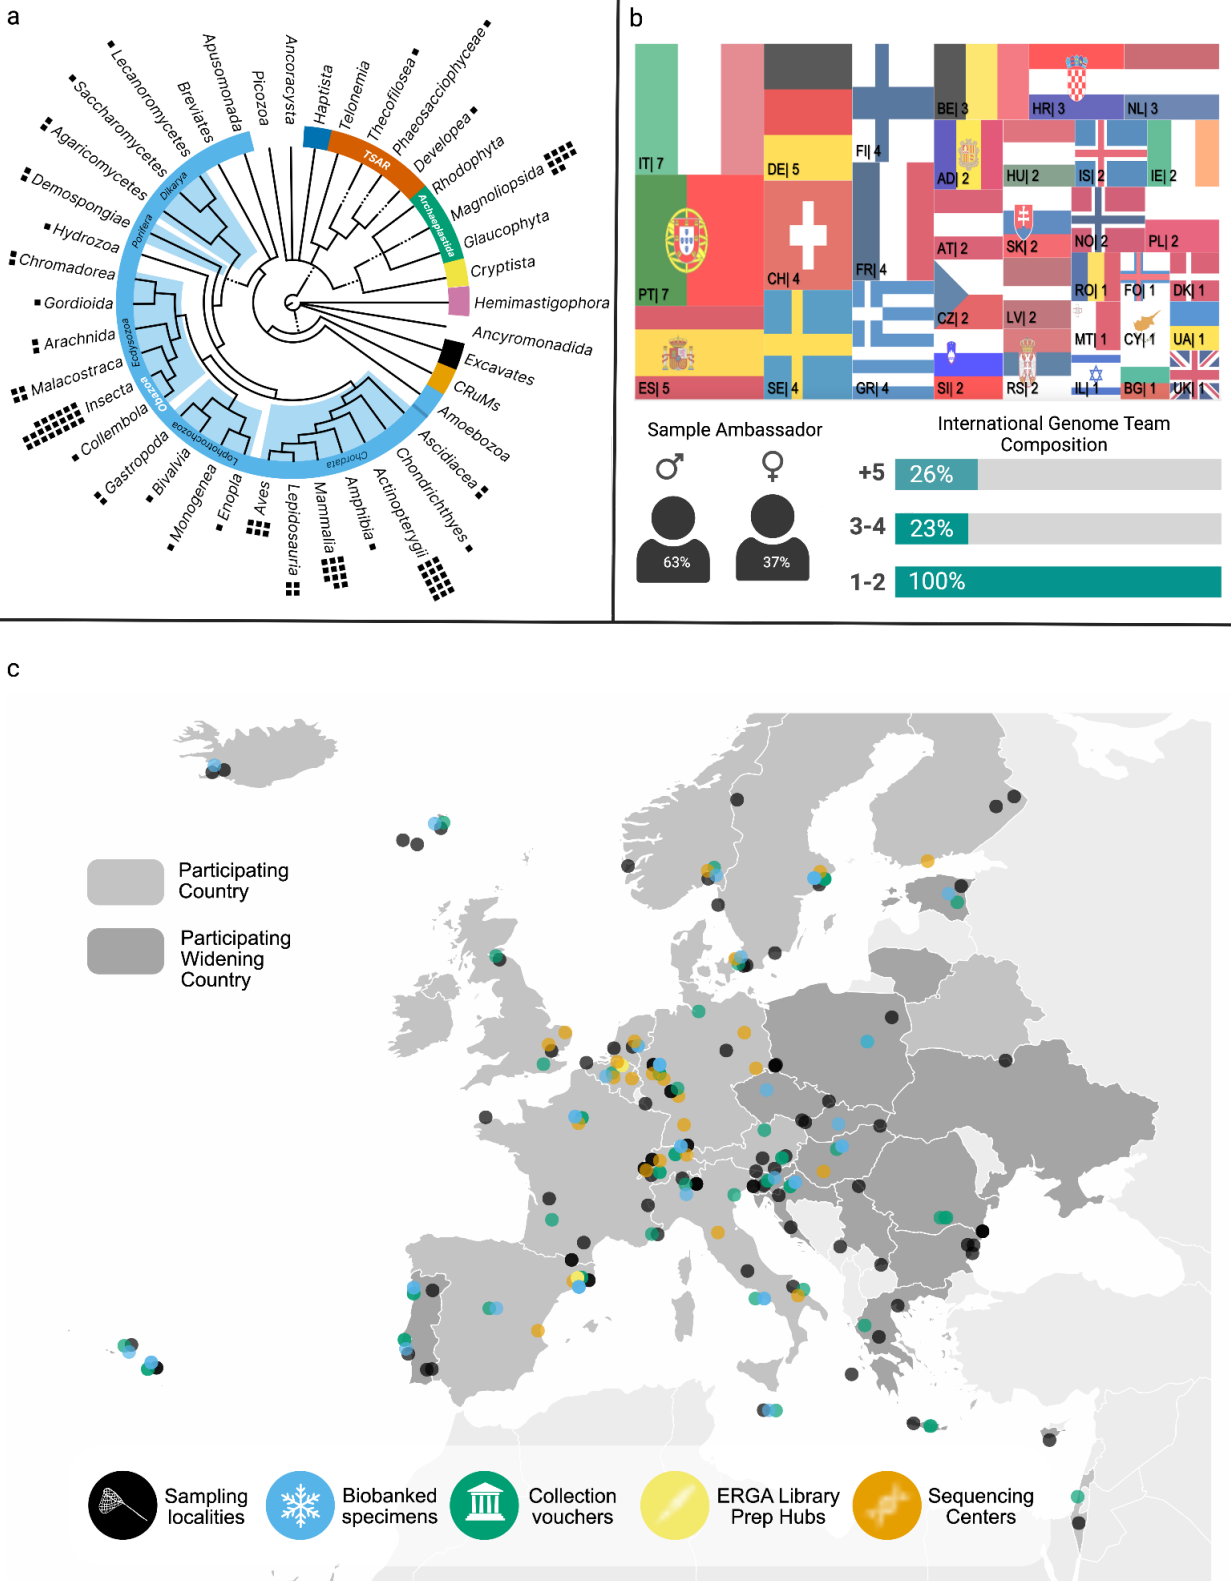 a
Lecanoromycetes
Saccharomycetes
Agaricomycetes
Demospongiae
Hydrozoa
Chromadorea
Gordioida
Arachnida
Malacostraca
Insecta
Collembola
Gastropoda
Bivalvia
Monogenea
Enopla
Aves
Lepidosauria
Mammalia
Amphibia
Actinopterygii
Chondrichthyes
Ascidiacea
Amoebozoa
CRuMs
Excavates
Ancyromonadida
Hemimastigophora
Cryptista
Glaucophyta
Magnoliopsida
Rhodophyta
Developea
Phaeosacciophyceae
Thecofilosea
Telonemia
Haptista
Ancoracysta
Picozoa
Apusomonada
Breviates
Dikarya
Porifera
Ecdysozoa
Obazoa
Lophotrochozoa
Chordata
TSAR
Archaeplastida
b
IT| 7
PT| 7
ES| 5
DE| 5
CH| 4
SE| 4
FI| 4
FR| 4
GR| 4
BE| 3
HR| 3
NL| 3
AD| 2
HU| 2
IS| 2
IE| 2
AT| 2
SK| 2
NO| 2
PL| 2
CZ| 2
LV| 2
RO| 1
FO| 1
DK| 1
MT| 1
CY| 1
UA| 1
SI| 2
RS| 2
IL| 1
BG| 1
UK| 1
Sample Ambassador
♂ ♀
63% 37%
International Genome Team
Composition
+5 26%
3-4 23%
1-2 100%
c
Participating
Country
Participating
Widening
Country
Sampling
localities
Biobanked
specimens
Collection
vouchers
ERGA Library
Prep Hubs
Sequencing
Centers